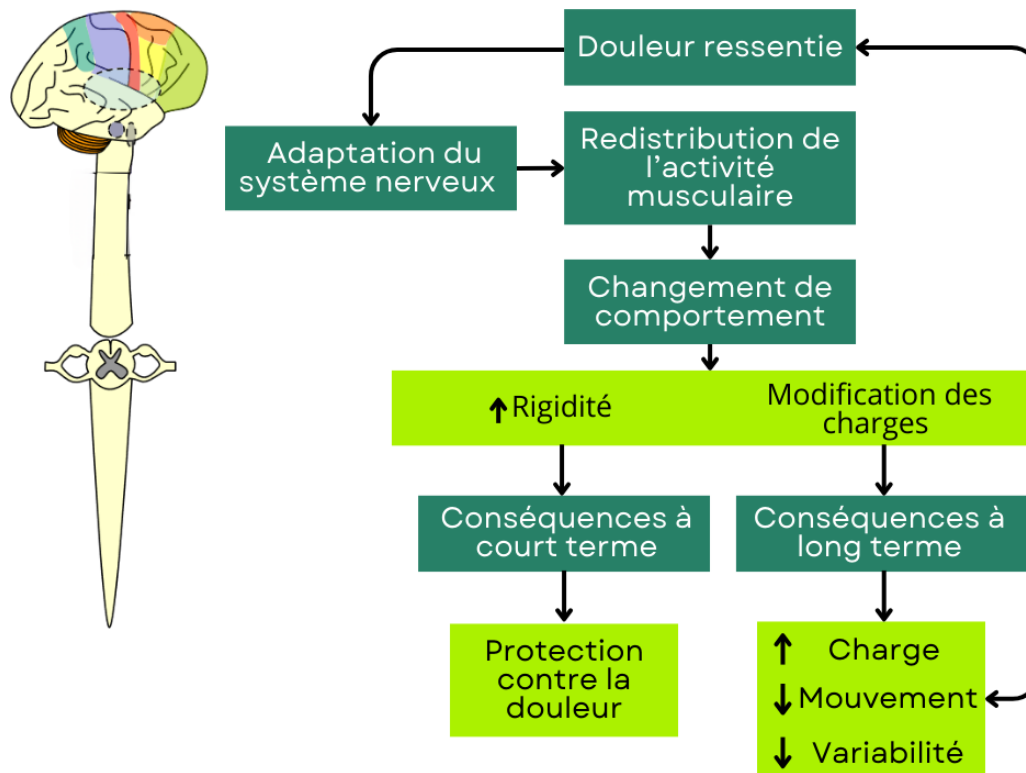 Douleur ressentie
Adaptation du
système nerveux
Redistribution de
l'activité
musculaire
Changement de
comportement
↑ Rigidité
Modification des
charges
Conséquences à
court terme
Conséquences à
long terme
Protection
contre la
douleur
↑ Charge
↓ Mouvement
↓ Variabilité